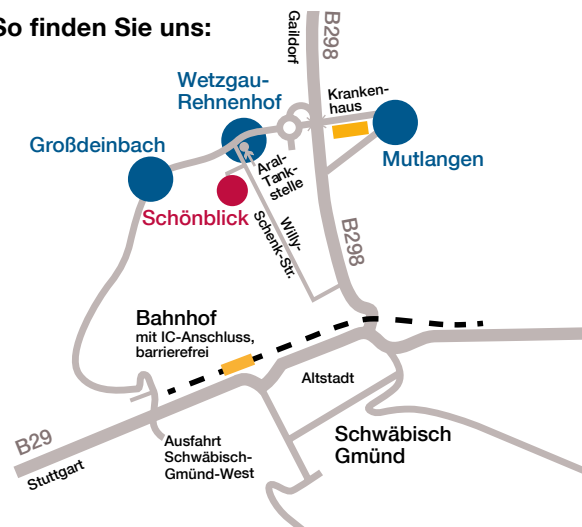 So finden Sie uns:
B298
Gaildorf
Wetzgau-
Rehnenhof
Kranken-
haus
Großdeinbach
Mutlangen
Aral-
Tank-
stelle
Schönblick
Willy-
Schenk-Str.
B298
Bahnhof
mit IC-Anschluss,
barrierefrei
Altstadt
B29
Stuttgart
Ausfahrt
Schwäbisch-
Gmünd-West
Schwäbisch
Gmünd